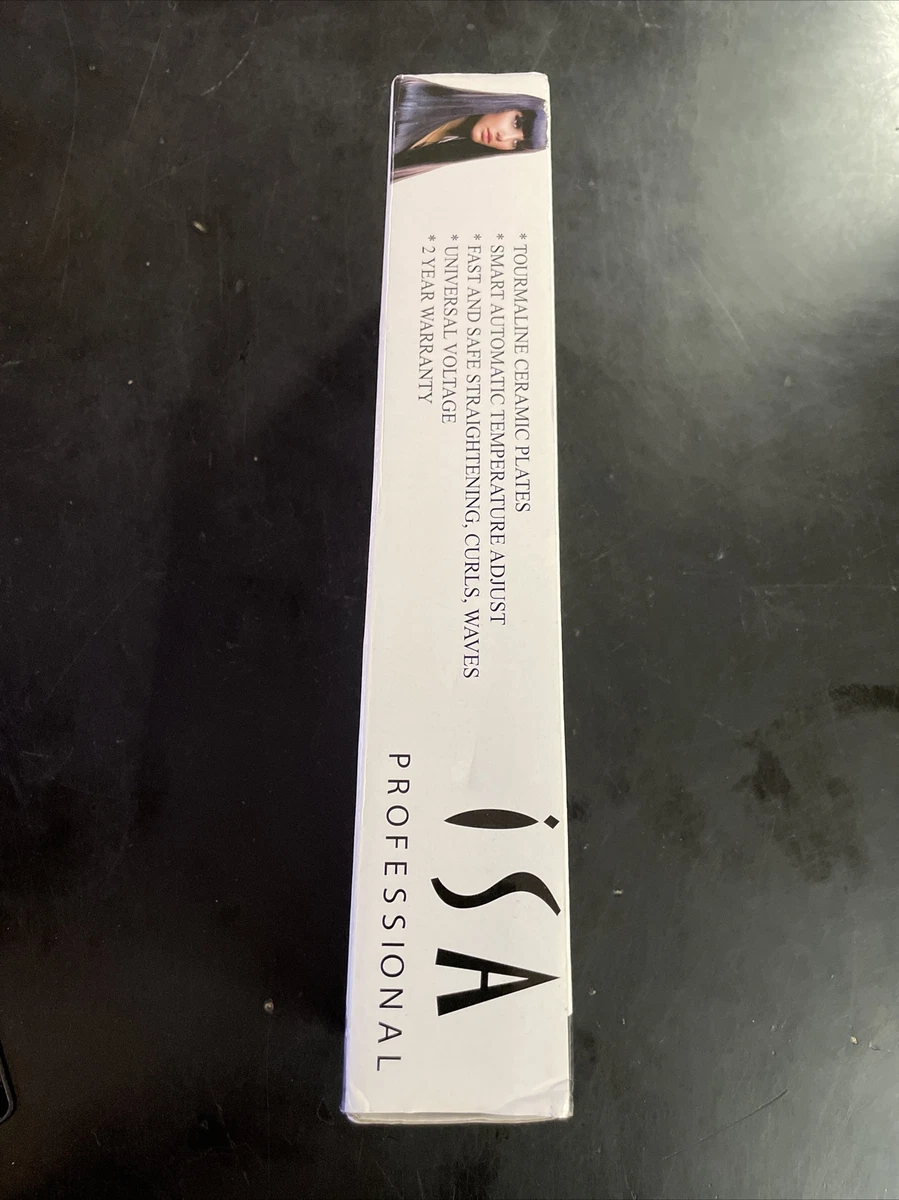 * TOURMALINE CERAMIC PLATES
* SMART AUTOMATIC TEMPERATURE ADJUST
* FAST AND SAFE STRAIGHTENING, CURLS, WAVES
* UNIVERSAL VOLTAGE
* 2 YEAR WARRANTY
iSA
PROFESSIONAL